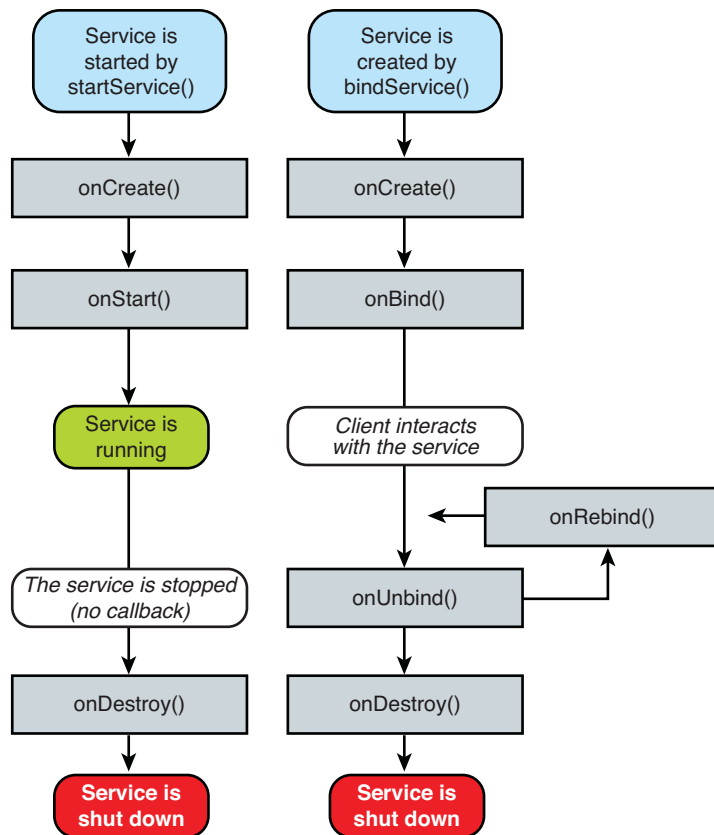 Service is
started by
startService()
onCreate()
onStart()
Service is
running
The service is stopped
(no callback)
onDestroy()
Service is
shut down
Service is
created by
bindService()
onCreate()
onBind()
Client interacts
with the service
onRebind()
onUnbind()
onDestroy()
Service is
shut down